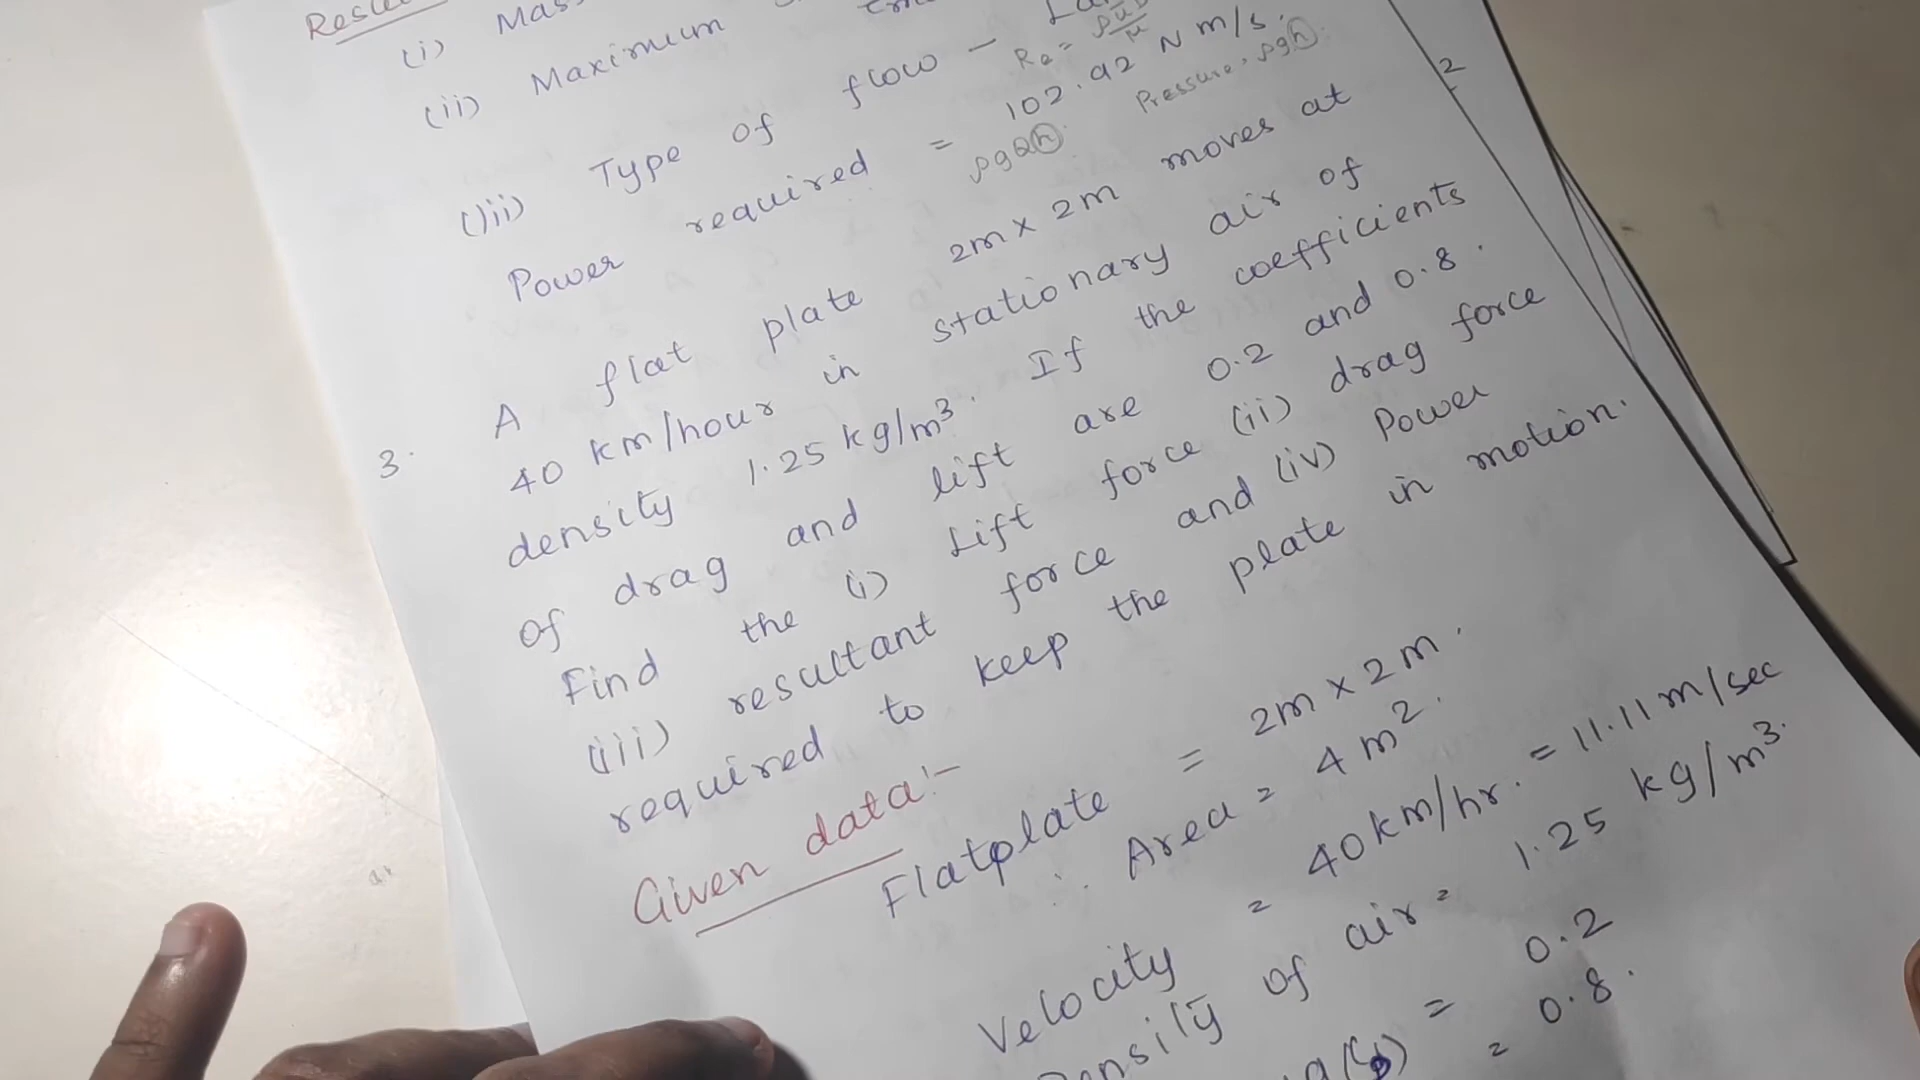 (i) Mas
(ii) Maximum
(iii) Type of flow -
Re = ρu
μ
Power required = 102.92 N m/s.
ρgQh Pressure, ρgh.
3. A flat plate 2m x 2m moves at
40 km/hour in stationary air of
density 1.25 kg/m3. If the coefficients
of drag and lift are 0.2 and 0.8.
Find the (i) Lift force (ii) drag force
(iii) resultant force and (iv) Power
required to keep the plate in motion.
Given data:-
Flatplate = 2m x 2m.
∴ Area = 4 m2.
Velocity = 40km/hr. = 11.11 m/sec
Density of air = 1.25 kg/m3.
= 0.2
= 0.8.